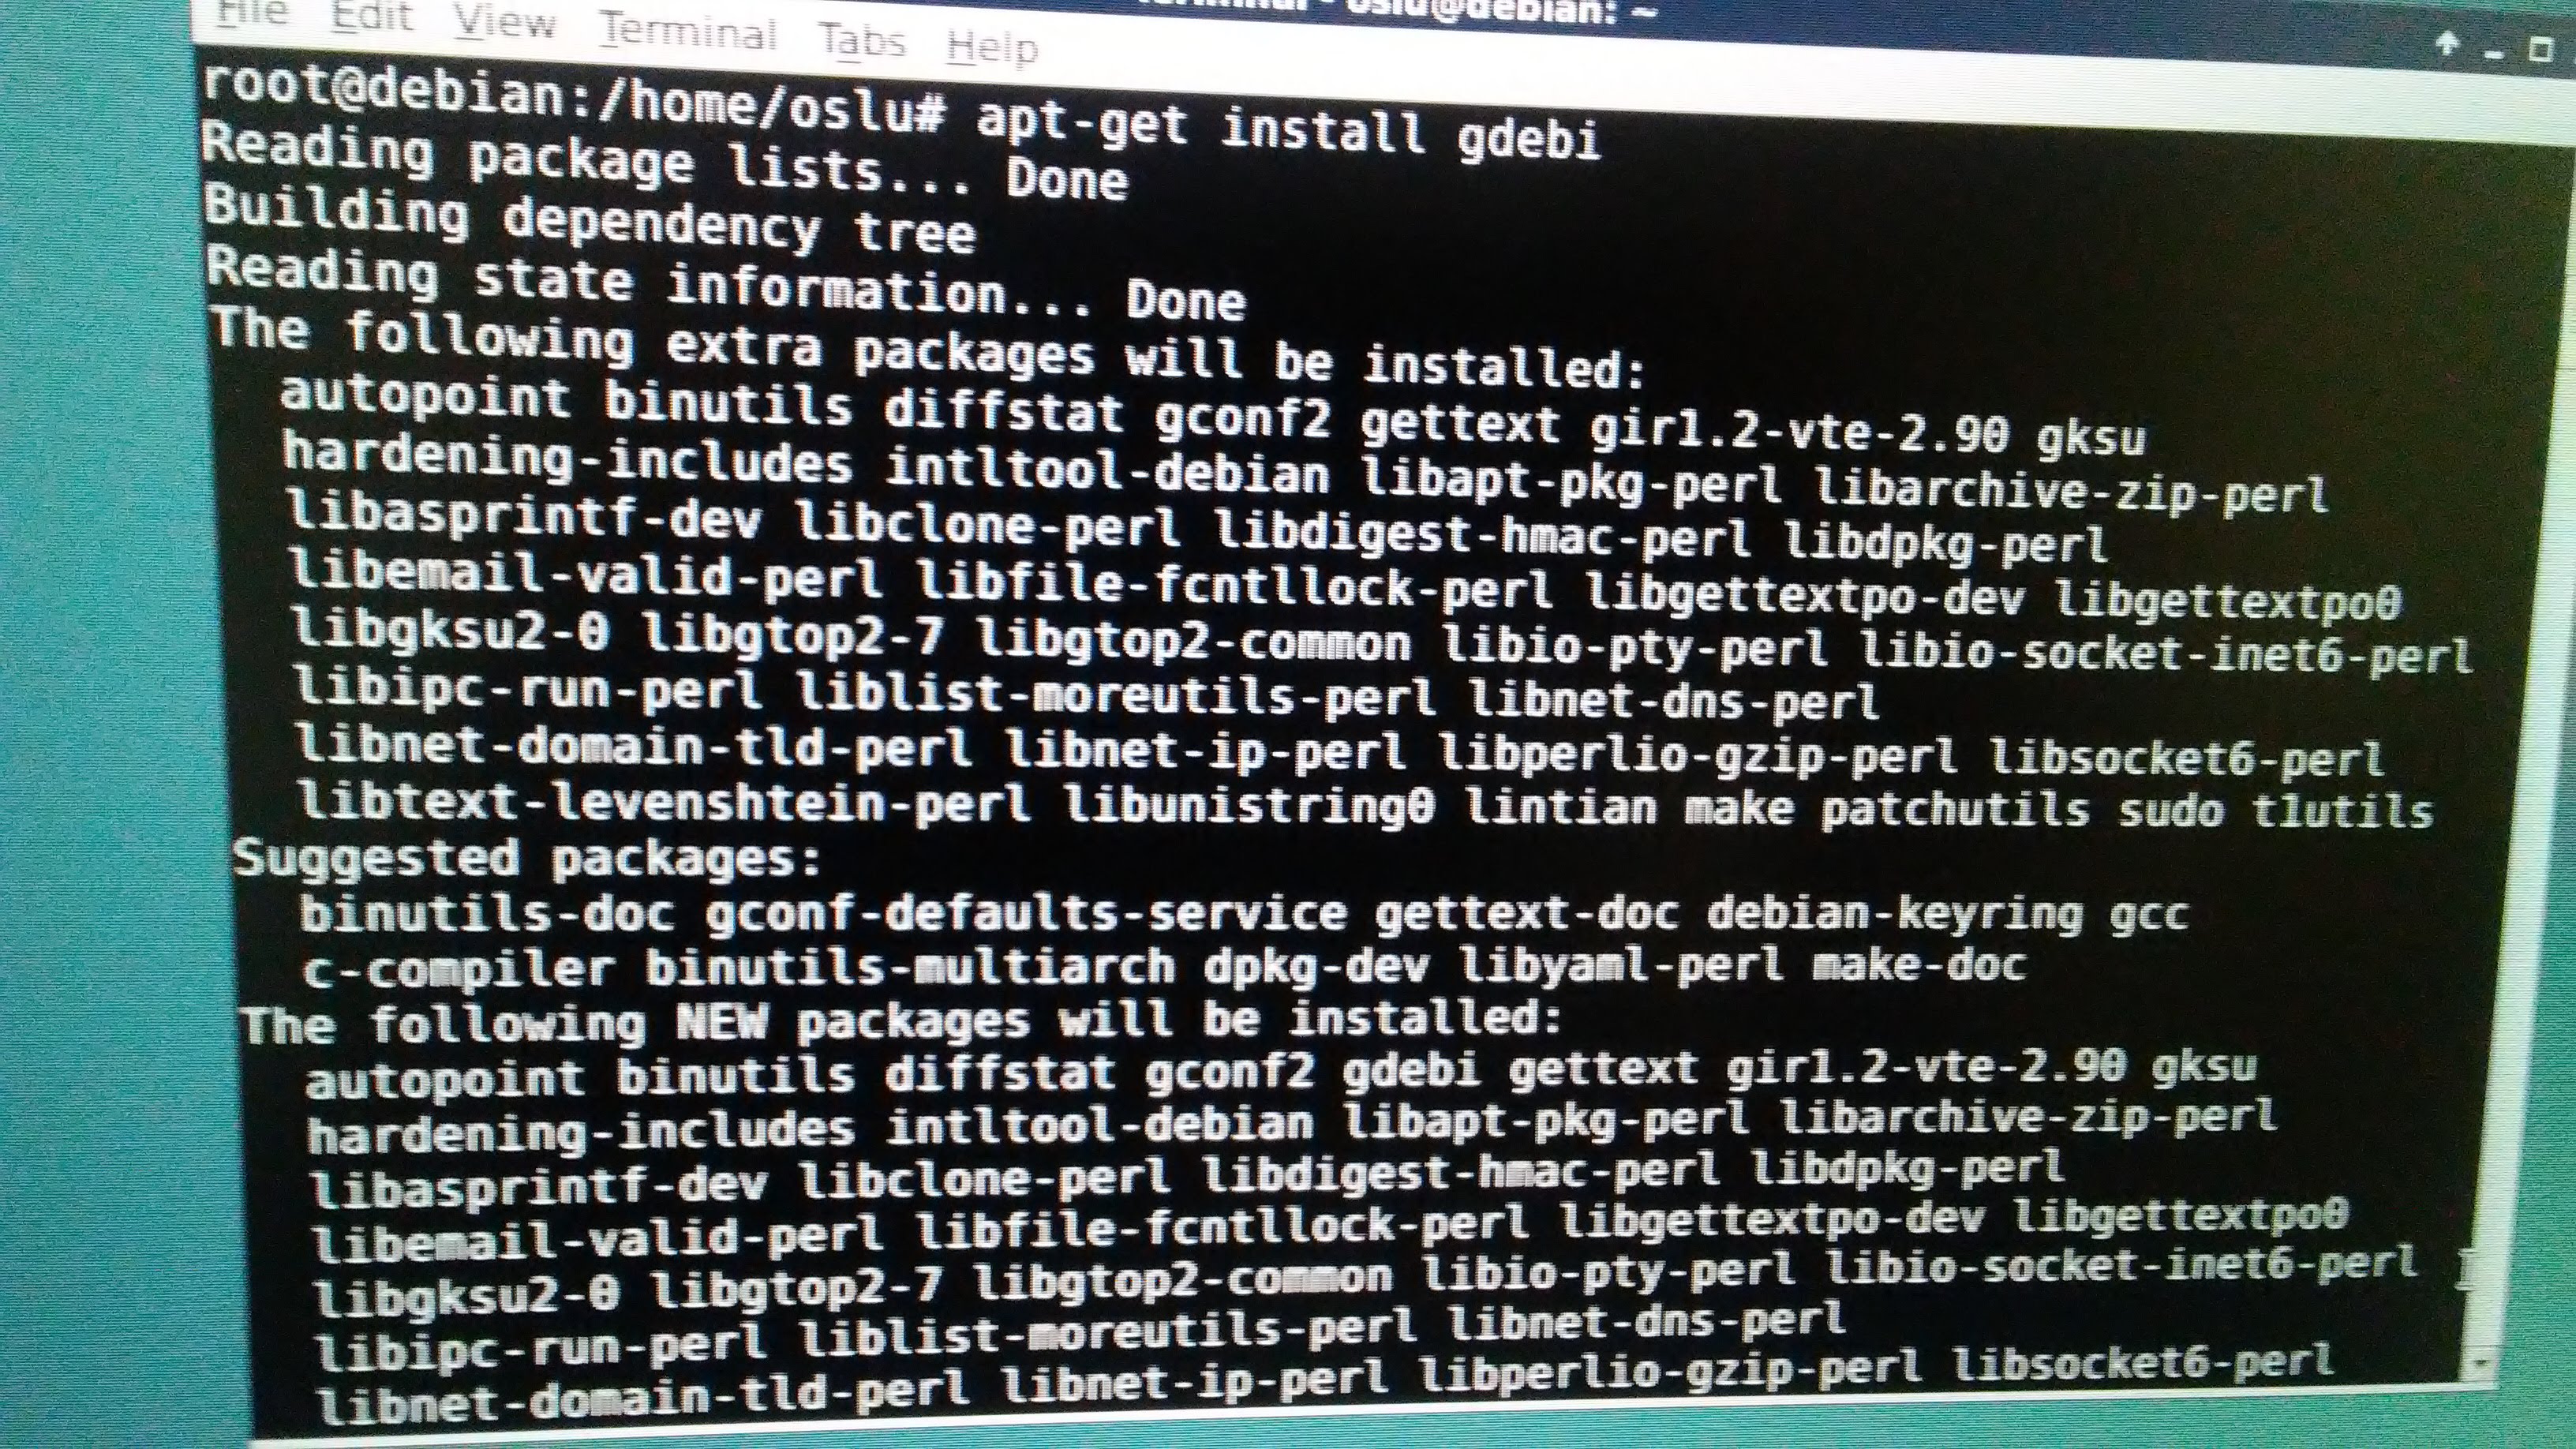 oslu@debian: ~
File Edit View Terminal Tabs Help
root@debian:/home/oslu# apt-get install gdebi
Reading package lists... Done
Building dependency tree
Reading state information... Done
The following extra packages will be installed:
autopoint binutils diffstat gconf2 gettext gir1.2-vte-2.90 gksu
hardening-includes intltool-debian libapt-pkg-perl libarchive-zip-perl
libasprintf-dev libclone-perl libdigest-hmac-perl libdpkg-perl
libemail-valid-perl libfile-fcntllock-perl libgettextpo-dev libgettextpo0
libgksu2-0 libgtop2-7 libgtop2-common libio-pty-perl libio-socket-inet6-perl
libipc-run-perl liblist-moreutils-perl libnet-dns-perl
libnet-domain-tld-perl libnet-ip-perl libperlio-gzip-perl libsocket6-perl
libtext-levenshtein-perl libunistring0 lintian make patchutils sudo t1utils
Suggested packages:
binutils-doc gconf-defaults-service gettext-doc debian-keyring gcc
c-compiler binutils-multiarch dpkg-dev libyaml-perl make-doc
The following NEW packages will be installed:
autopoint binutils diffstat gconf2 gdebi gettext gir1.2-vte-2.90 gksu
hardening-includes intltool-debian libapt-pkg-perl libarchive-zip-perl
libasprintf-dev libclone-perl libdigest-hmac-perl libdpkg-perl
libemail-valid-perl libfile-fcntllock-perl libgettextpo-dev libgettextpo0
libgksu2-0 libgtop2-7 libgtop2-common libio-pty-perl libio-socket-inet6-perl
libipc-run-perl liblist-moreutils-perl libnet-dns-perl
libnet-domain-tld-perl libnet-ip-perl libperlio-gzip-perl libsocket6-perl